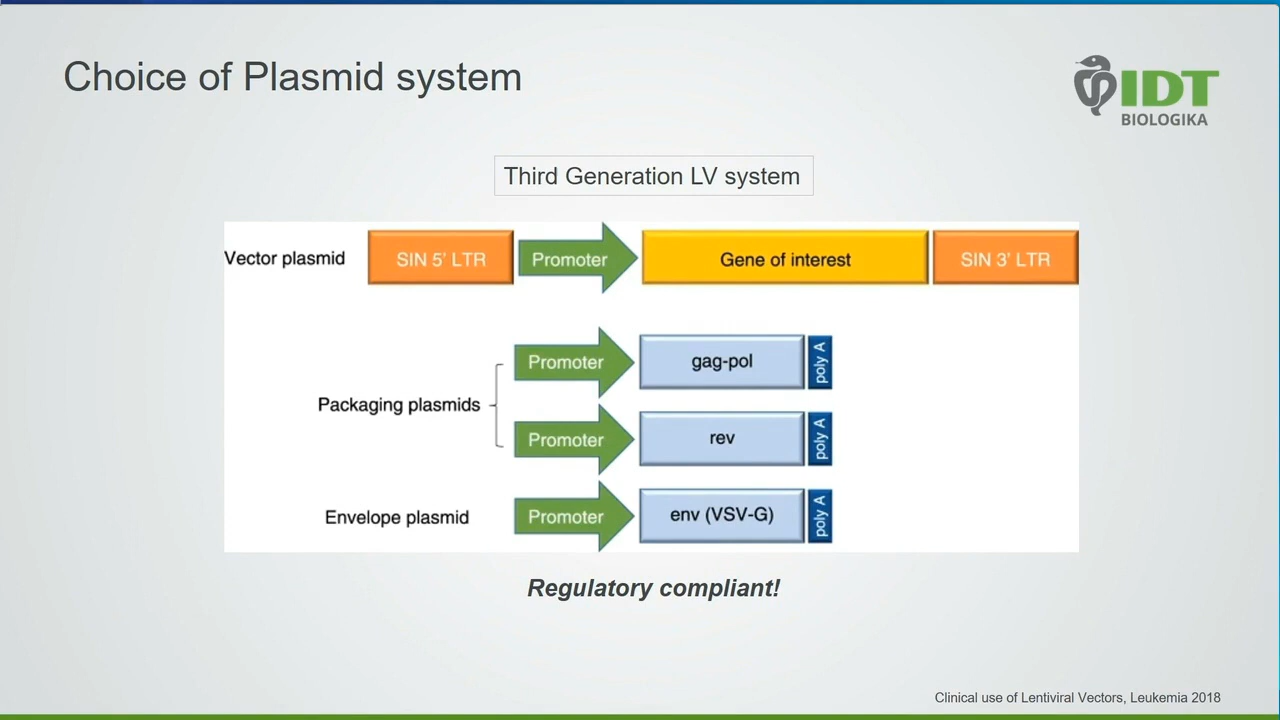 Choice of Plasmid system
IDT
BIOLOGIKA
Third Generation LV system
Vector plasmid
SIN 5' LTR
Promoter
Gene of interest
SIN 3' LTR
Packaging plasmids
Promoter
gag-pol
poly A
Promoter
rev
poly A
Envelope plasmid
Promoter
env (VSV-G)
poly A
Regulatory compliant!
Clinical use of Lentiviral Vectors, Leukemia 2018